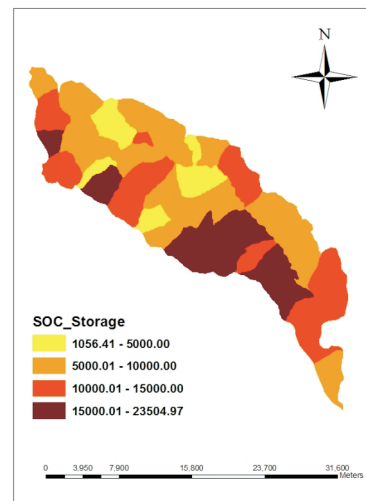 N
SOC_Storage
1056.41 - 5000.00
5000.01 - 10000.00
10000.01 - 15000.00
15000.01 - 23504.97
0 3,950 7,900 15,800 23,700 31,600
Meters